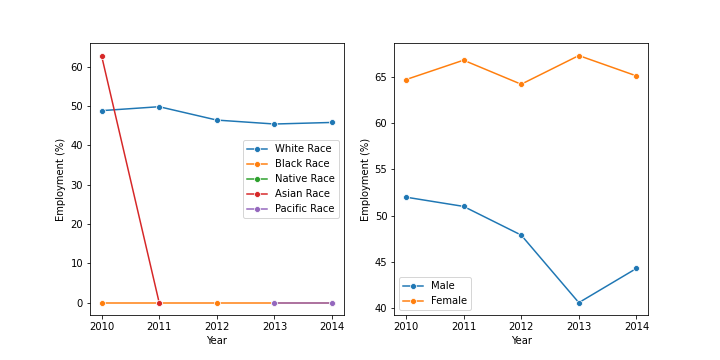 60
50
40
30
20
10
0
Employment (%)
White Race
Black Race
Native Race
Asian Race
Pacific Race
2010 2011 2012 2013 2014
Year
65
60
55
50
45
40
Employment (%)
Male
Female
2010 2011 2012 2013 2014
Year